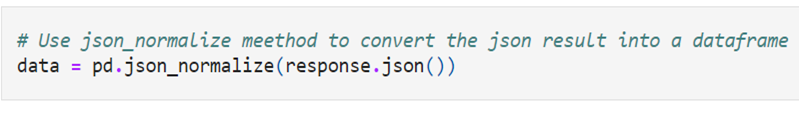 # Use json_normalize meethod to convert the json result into a dataframe
data = pd.json_normalize(response.json())